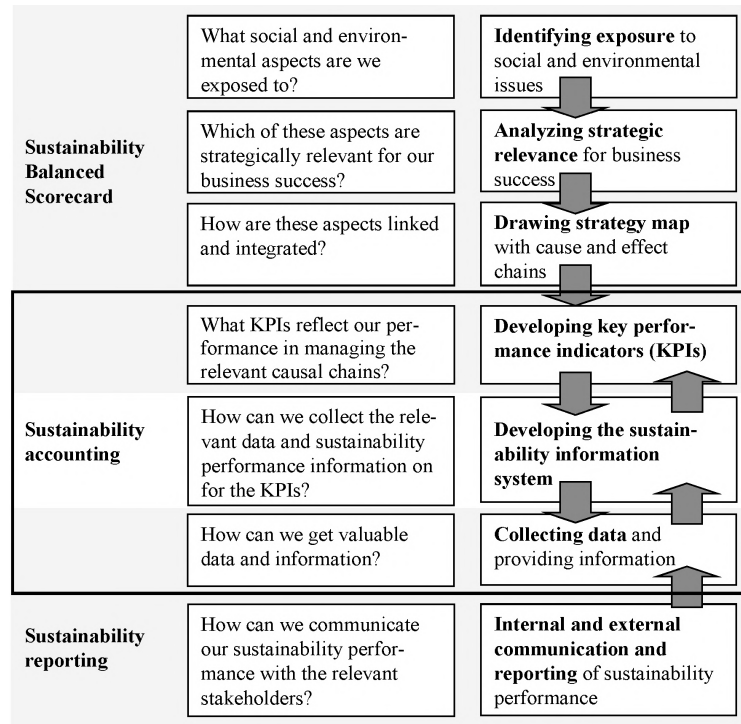 What social and environ-
mental aspects are we
exposed to?
Identifying exposure to
social and environmental
issues
Sustainability
Balanced
Scorecard
Which of these aspects are
strategically relevant for our
business success?
Analyzing strategic
relevance for business
success
How are these aspects linked
and integrated?
Drawing strategy map
with cause and effect
chains
What KPIs reflect our per-
formance in managing the
relevant causal chains?
Developing key perfor-
mance indicators (KPIs)
Sustainability
accounting
How can we collect the rele-
vant data and sustainability
performance information on
for the KPIs?
Developing the sustain-
ability information
system
How can we get valuable
data and information?
Collecting data and
providing information
Sustainability
reporting
How can we communicate
our sustainability perfor-
mance with the relevant
stakeholders?
Internal and external
communication and
reporting of sustainability
performance